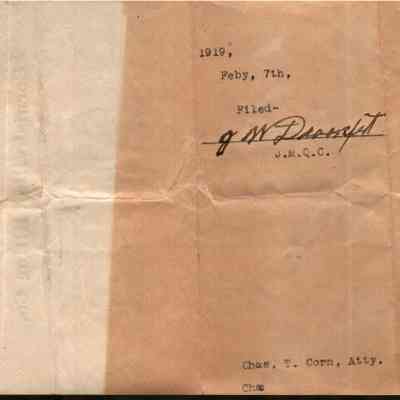 1919,
Feby, 7th,
Filed-
J W
J.M.Q.C.
Chas. T. Corn, Atty.
Chas